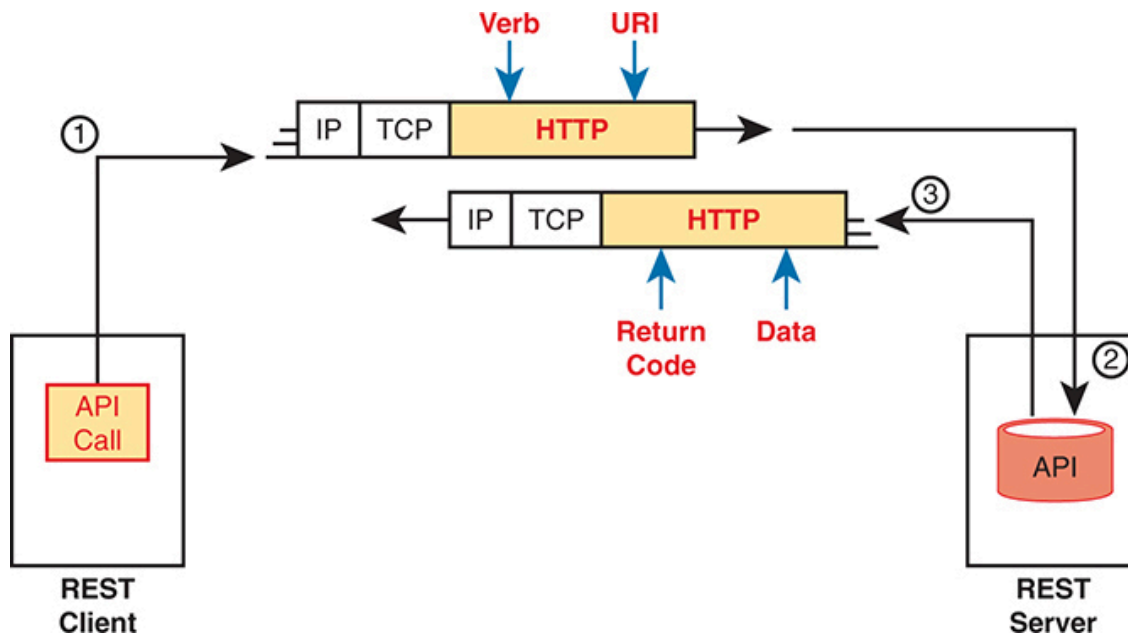 Verb URI
① IP TCP HTTP
IP TCP HTTP ③
Return
Code
Data
②
API
Call
API
REST
Client
REST
Server